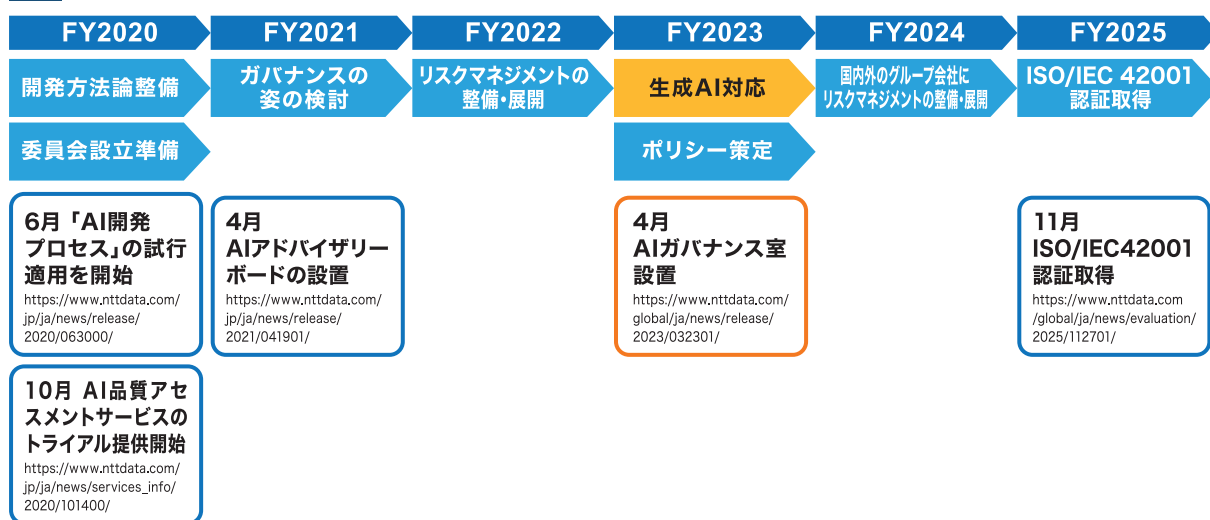 FY2020
FY2021
FY2022
FY2023
FY2024
FY2025
開発方法論整備
ガバナンスの
姿の検討
リスクマネジメントの
整備・展開
生成AI対応
国内外のグループ会社に
リスクマネジメントの整備・展開
ISO/IEC 42001
認証取得
委員会設立準備
ポリシー策定
6月「AI開発
プロセス」の試行
適用を開始
https://www.nttdata.com/
jp/ja/news/release/
2020/063000/
4月
AIアドバイザリー
ボードの設置
https://www.nttdata.com/
jp/ja/news/release/
2021/041901/
4月
AIガバナンス室
設置
https://www.nttdata.com/
global/ja/news/release/
2023/032301/
11月
ISO/IEC42001
認証取得
https://www.nttdata.com
/global/ja/news/evaluation/
2025/112701/
10月 AI品質アセ
スメントサービスの
トライアル提供開始
https://www.nttdata.com/
jp/ja/news/services_info/
2020/101400/